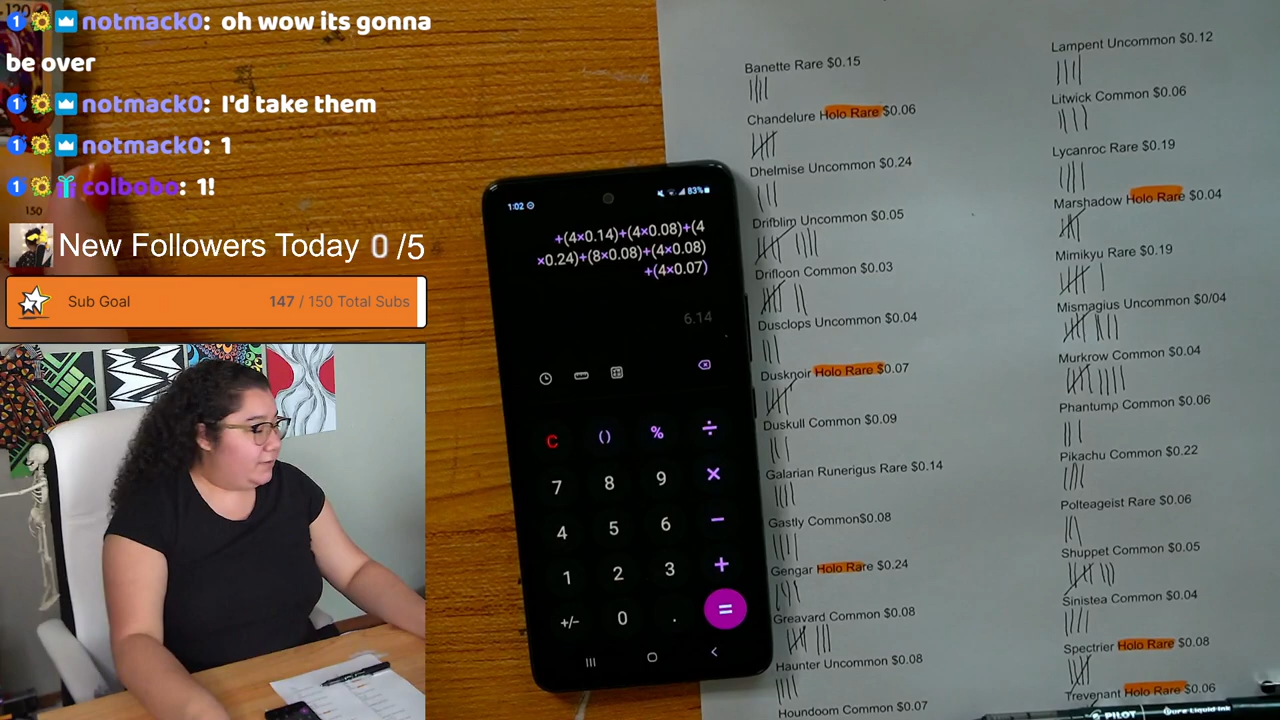 notmack0: oh wow its gonna
be over
notmack0: I'd take them
notmack0: 1
colbobo: 1!
150
New Followers Today 0 /5
Sub Goal 147 / 150 Total Subs
1:02
83%
+(4×0.14)+(4×0.08)+(4
×0.24)+(8×0.08)+(4×0.08)
+(4×0.07)
6.14
C () % ÷
7 8 9 ×
4 5 6 −
1 2 3 +
+/- 0 . =
Banette Rare $0.15
Chandelure Holo Rare $0.06
Dhelmise Uncommon $0.24
Drifblim Uncommon $0.05
Drifloon Common $0.03
Dusclops Uncommon $0.04
Dusknoir Holo Rare $0.07
Duskull Common $0.09
Galarian Runerigus Rare $0.14
Gastly Common$0.08
Gengar Holo Rare $0.24
Greavard Common $0.08
Haunter Uncommon $0.08
Houndoom Common $0.07
Lampent Uncommon $0.12
Litwick Common $0.06
Lycanroc Rare $0.19
Marshadow Holo Rare $0.04
Mimikyu Rare $0.19
Mismagius Uncommon $0/04
Murkrow Common $0.04
Phantump Common $0.06
Pikachu Common $0.22
Polteageist Rare $0.06
Shuppet Common $0.05
Sinistea Common $0.04
Spectrier Holo Rare $0.08
Trevenant Holo Rare $0.06
PILOT